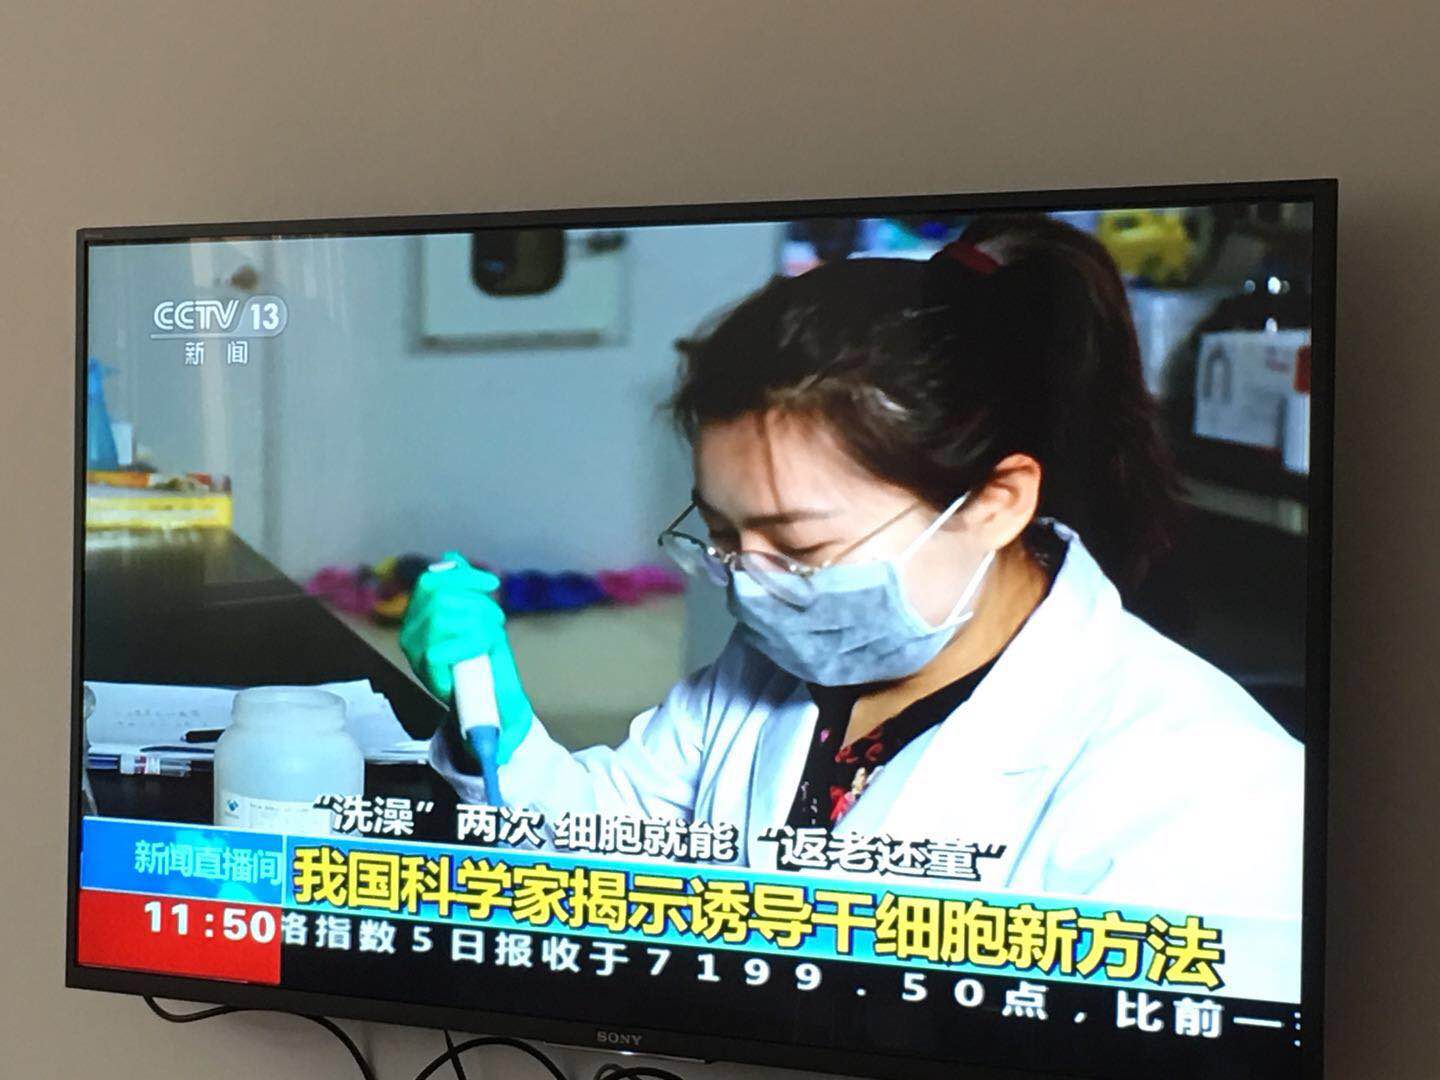 CCTV 13
新闻
"洗澡"两次 细胞就能"返老还童"
新闻直播间
我国科学家揭示诱导干细胞新方法
11:50
洛指数5日报收于7199.50点，比前一
SONY